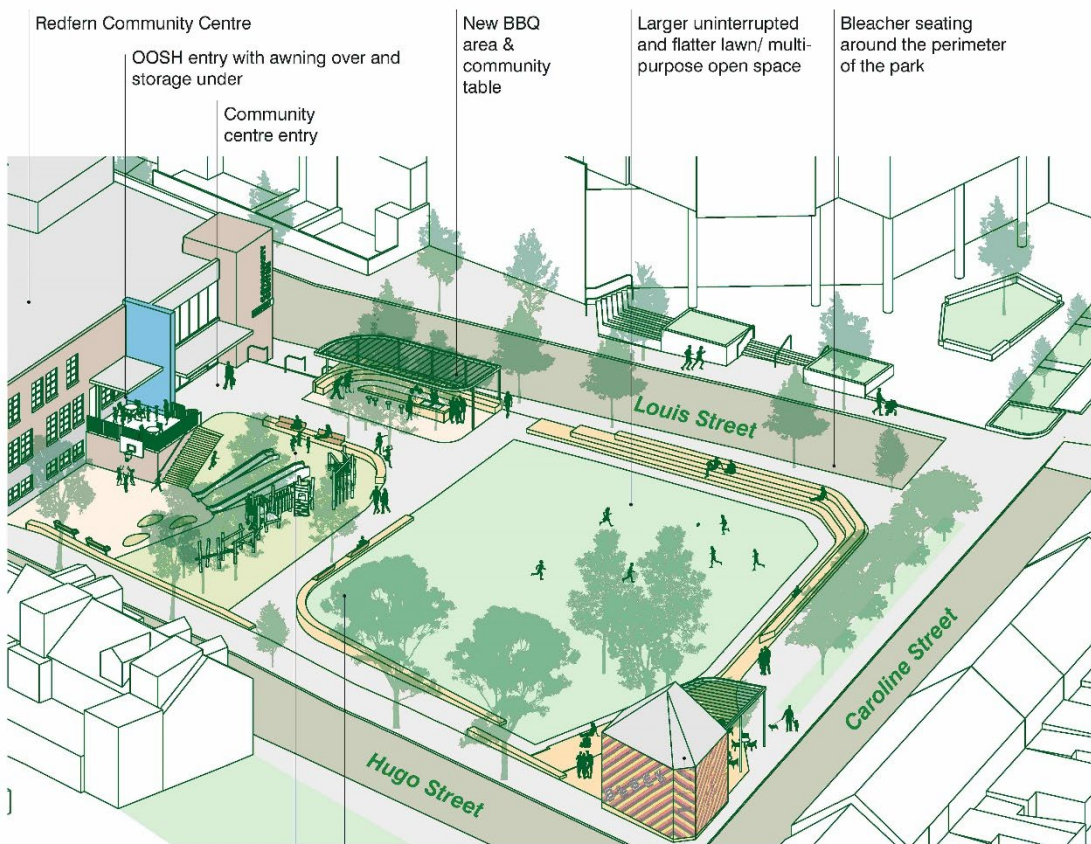 Redfern Community Centre
OOSH entry with awning over and
storage under
Community
centre entry
New BBQ
area &
community
table
Larger uninterrupted
and flatter lawn/ multi-
purpose open space
Bleacher seating
around the perimeter
of the park
Louis Street
Caroline Street
Hugo Street